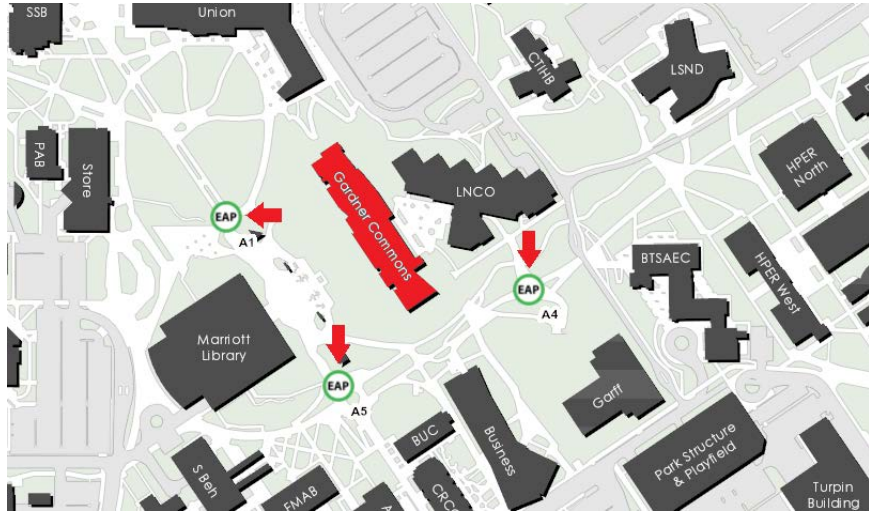 SSB
Union
CTIHB
LSND
PAB
Store
Gardner Commons
LNCO
HPER
North
EAP
A1
BTSAEC
HPER West
EAP
A4
Marriott
Library
EAP
A5
Garff
BUC
Business
S Beh
FMAB
CRCC
Park Structure
& Playfield
Turpin
Building